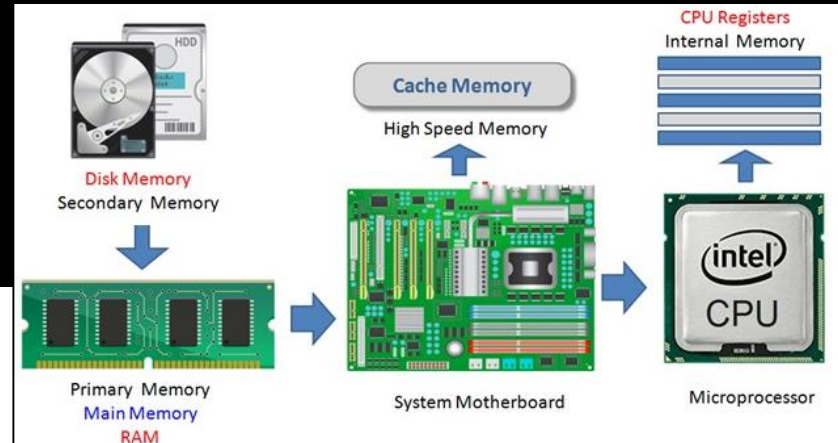 HDD
Disk Memory
Secondary Memory
Primary Memory
Main Memory
RAM
Cache Memory
High Speed Memory
System Motherboard
CPU Registers
Internal Memory
intel
CPU
Microprocessor